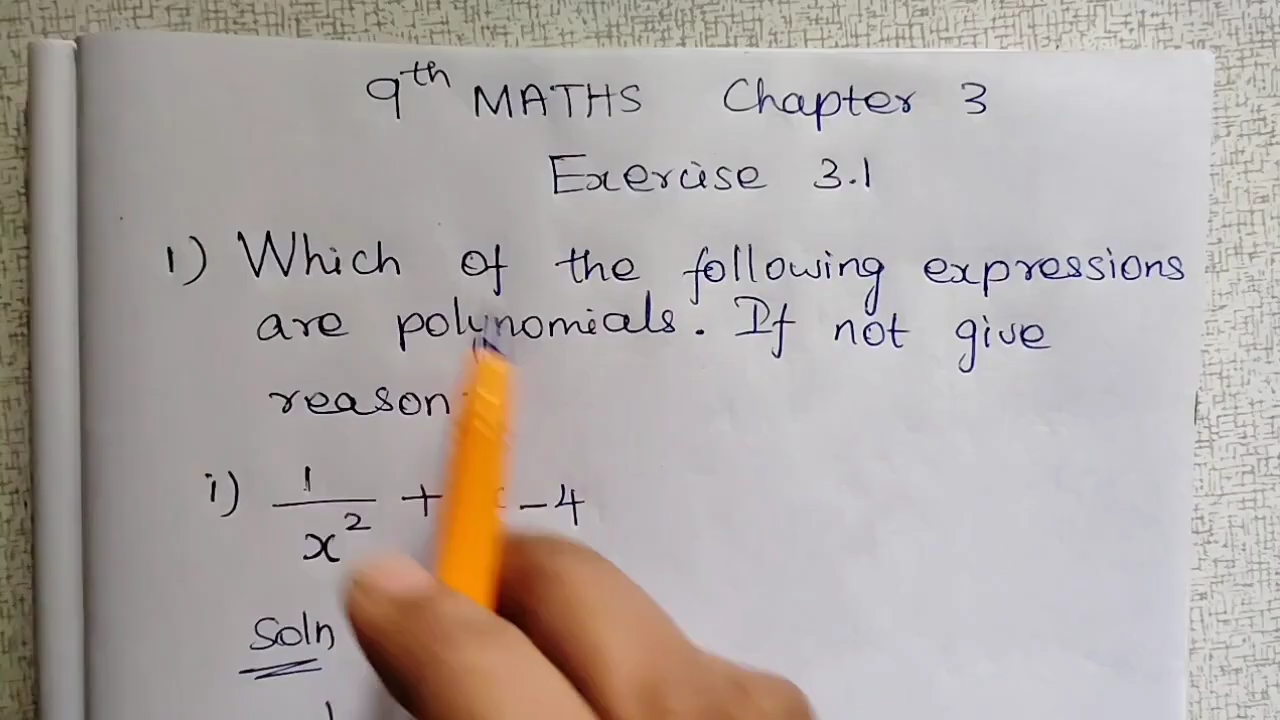 9th MATHS Chapter 3
Exercise 3.1
1) Which of the following expressions
are polynomials. If not give
reason
i) 1/x² + - 4
Soln
1